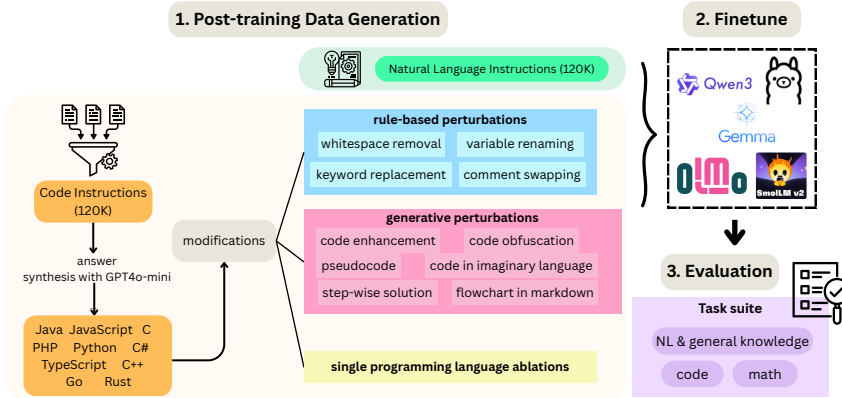 1. Post-training Data Generation
Natural Language Instructions (120K)
Code Instructions
(120K)
answer
synthesis with GPT4o-mini
Java JavaScript C
PHP Python C#
TypeScript C++
Go Rust
modifications
rule-based perturbations
whitespace removal variable renaming
keyword replacement comment swapping
generative perturbations
code enhancement code obfuscation
pseudocode code in imaginary language
step-wise solution flowchart in markdown
single programming language ablations
2. Finetune
Qwen3
Gemma
OLMo
SmolLM v2
3. Evaluation
Task suite
NL & general knowledge
code math